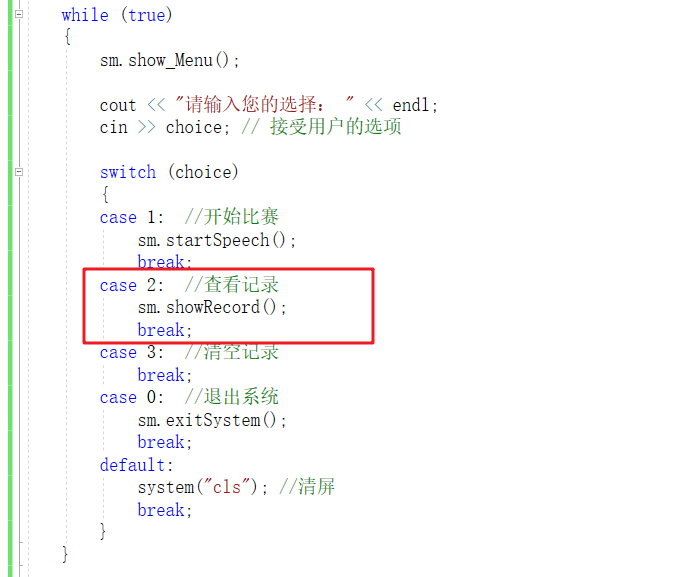 while (true)
{
sm.show_Menu();
cout << "请输入您的选择： " << endl;
cin >> choice; // 接受用户的选项
switch (choice)
{
case 1:  //开始比赛
sm.startSpeech();
break;
case 2:  //查看记录
sm.showRecord();
break;
case 3:  //清空记录
break;
case 0:  //退出系统
sm.exitSystem();
break;
default:
system("cls"); //清屏
break;
}
}